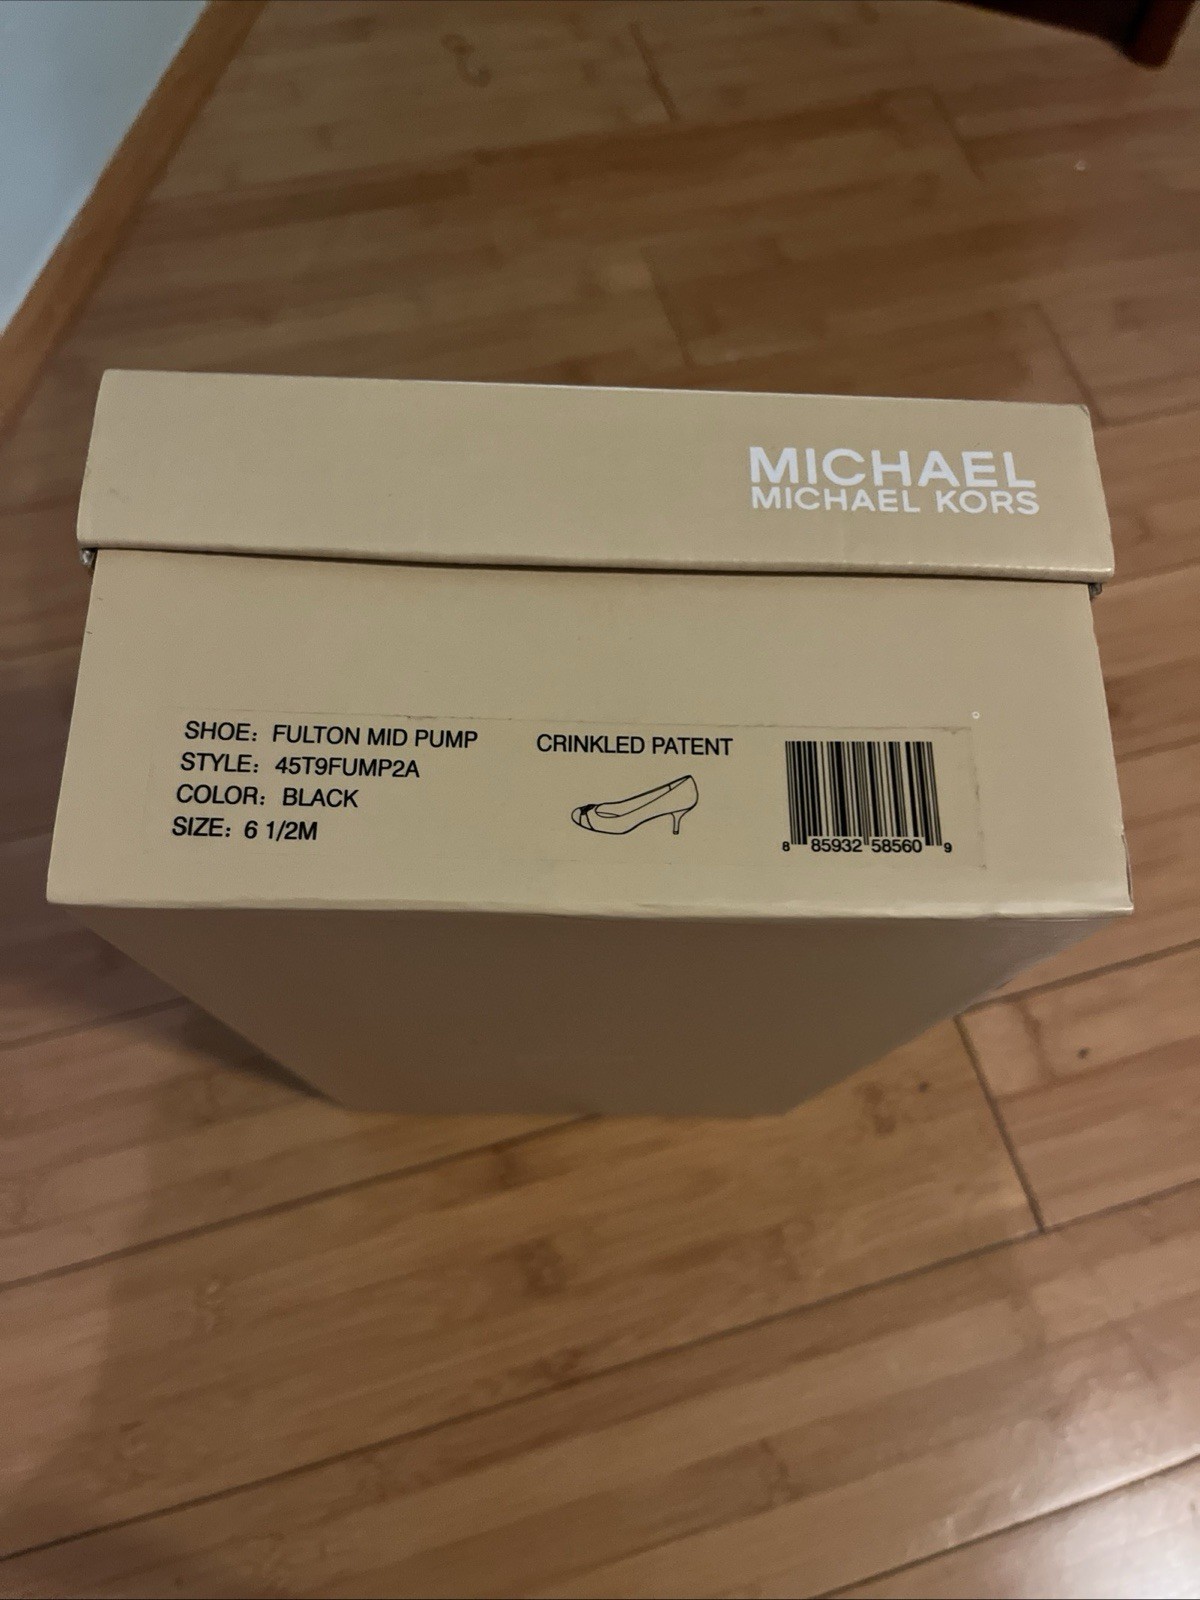 MICHAEL
MICHAEL KORS
SHOE: FULTON MID PUMP
STYLE: 45T9FUMP2A
COLOR: BLACK
SIZE: 6 1/2M
CRINKLED PATENT
8 85932 58560 9